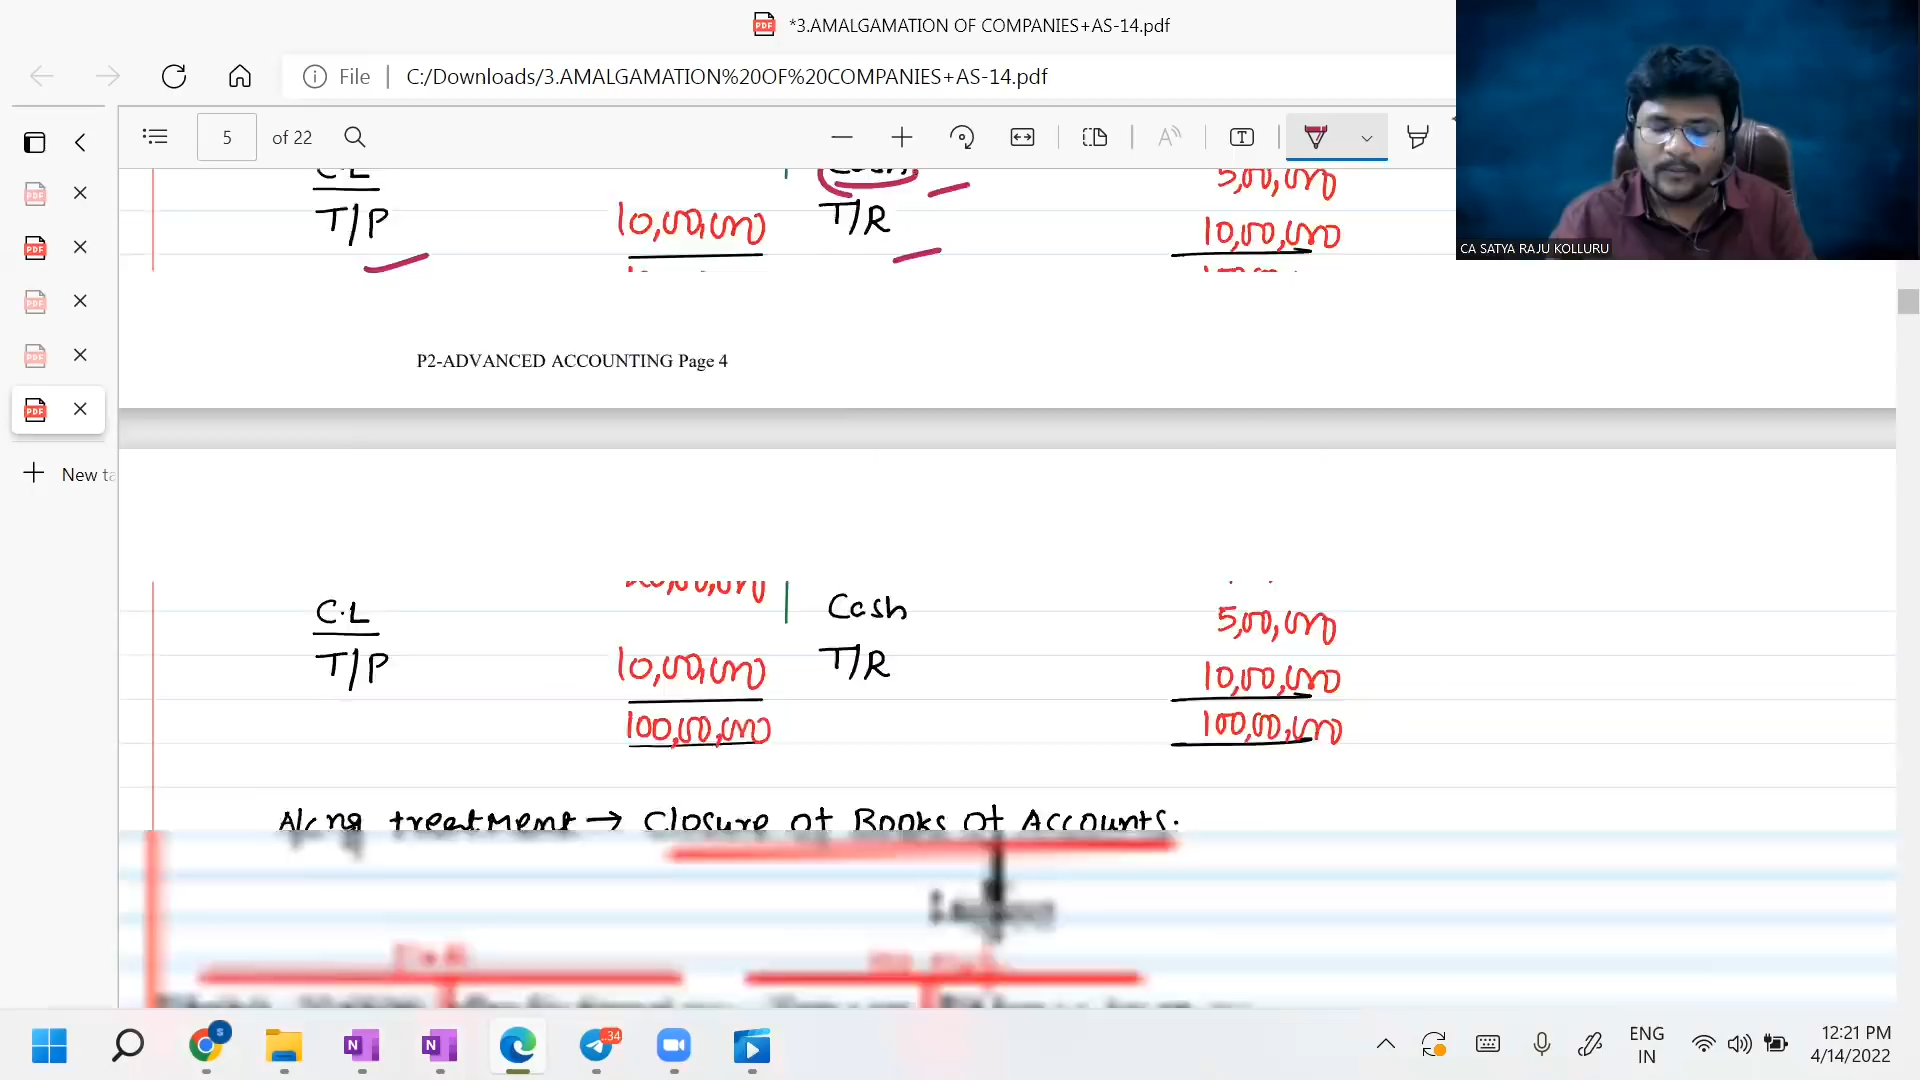 *3.AMALGAMATION OF COMPANIES+AS-14.pdf
File
C:/Downloads/3.AMALGAMATION%20OF%20COMPANIES+AS-14.pdf
5 of 22
CA SATYA RAJU KOLLURU
C.L Cash 5,00,000
T/P 10,00,000 T/R 10,00,000
P2-ADVANCED ACCOUNTING Page 4
New ta
C.L Cash 5,00,000
T/P 10,00,000 T/R 10,00,000
100,00,000 100,00,000
A/cng treatment → Closure of Books of Accounts.
34
ENG
IN
12:21 PM
4/14/2022